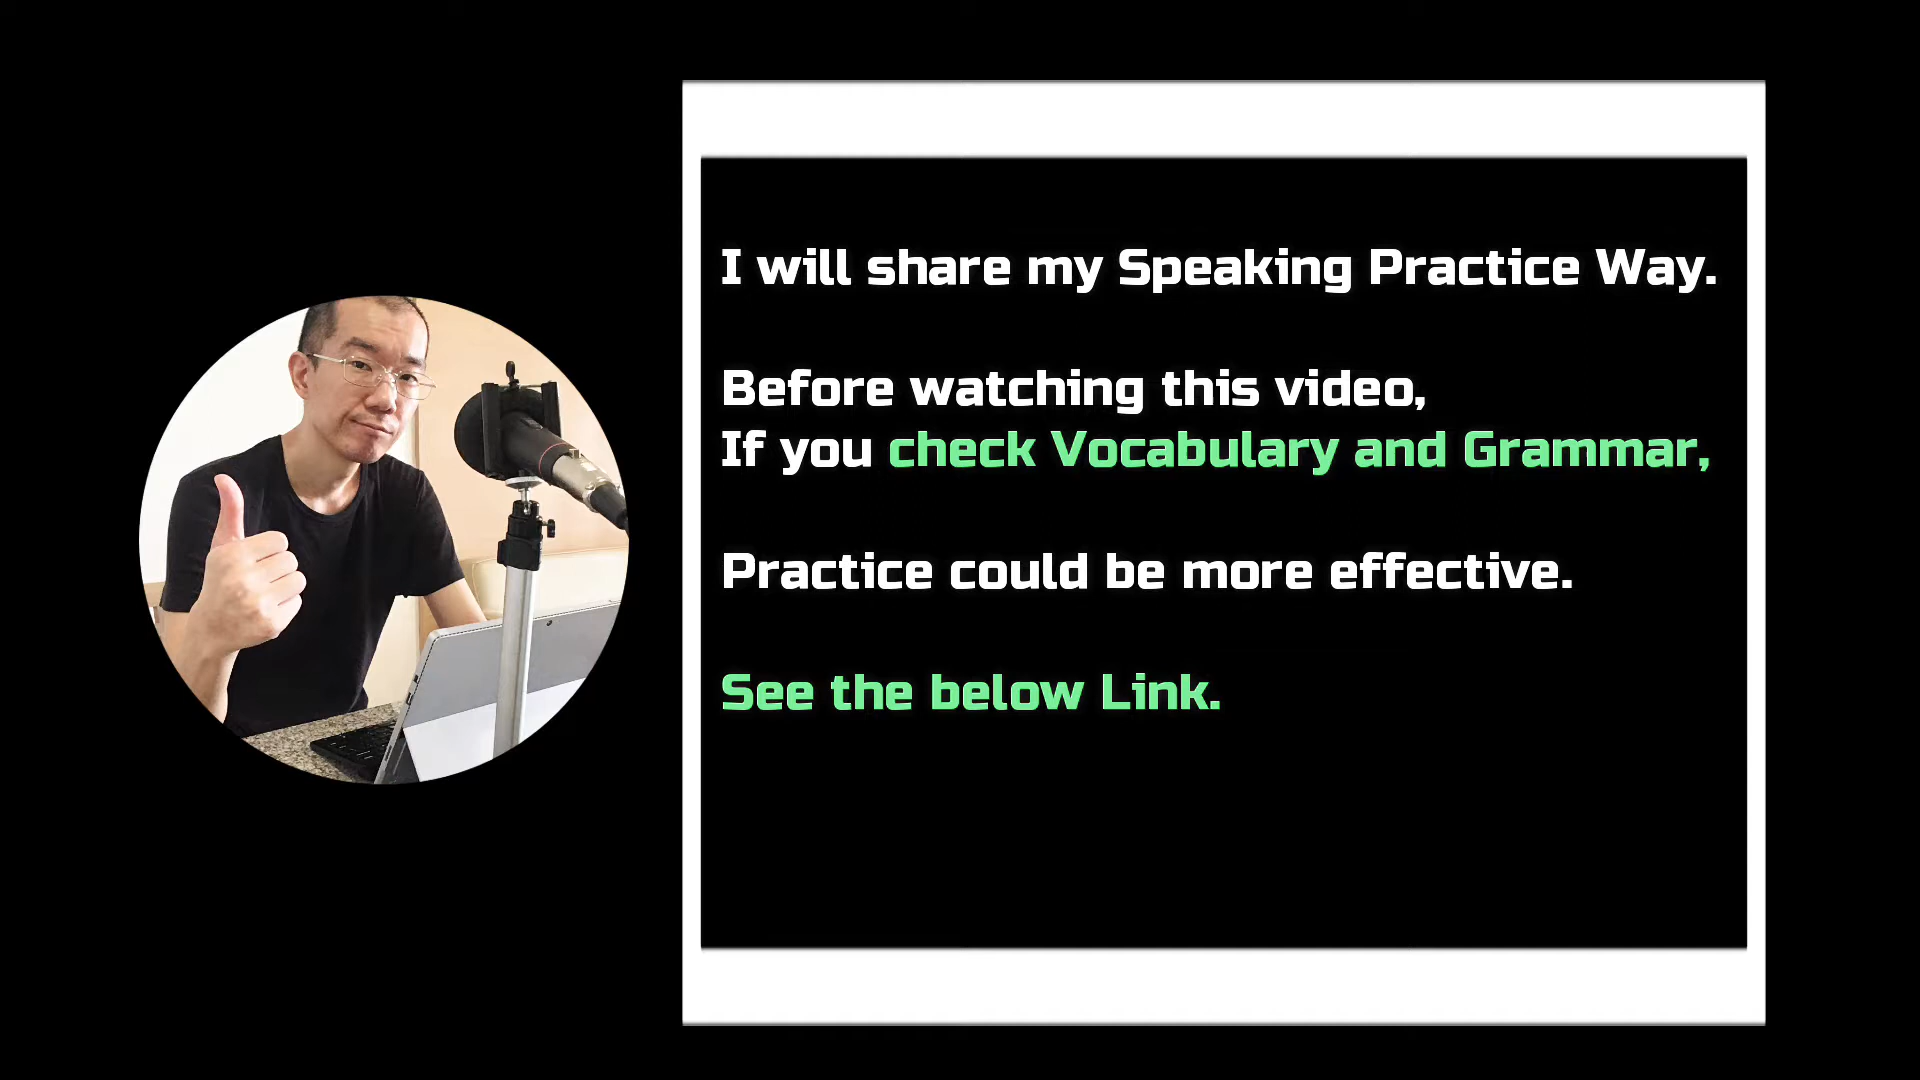 I will share my Speaking Practice Way.
Before watching this video,
If you check Vocabulary and Grammar,
Practice could be more effective.
See the below Link.